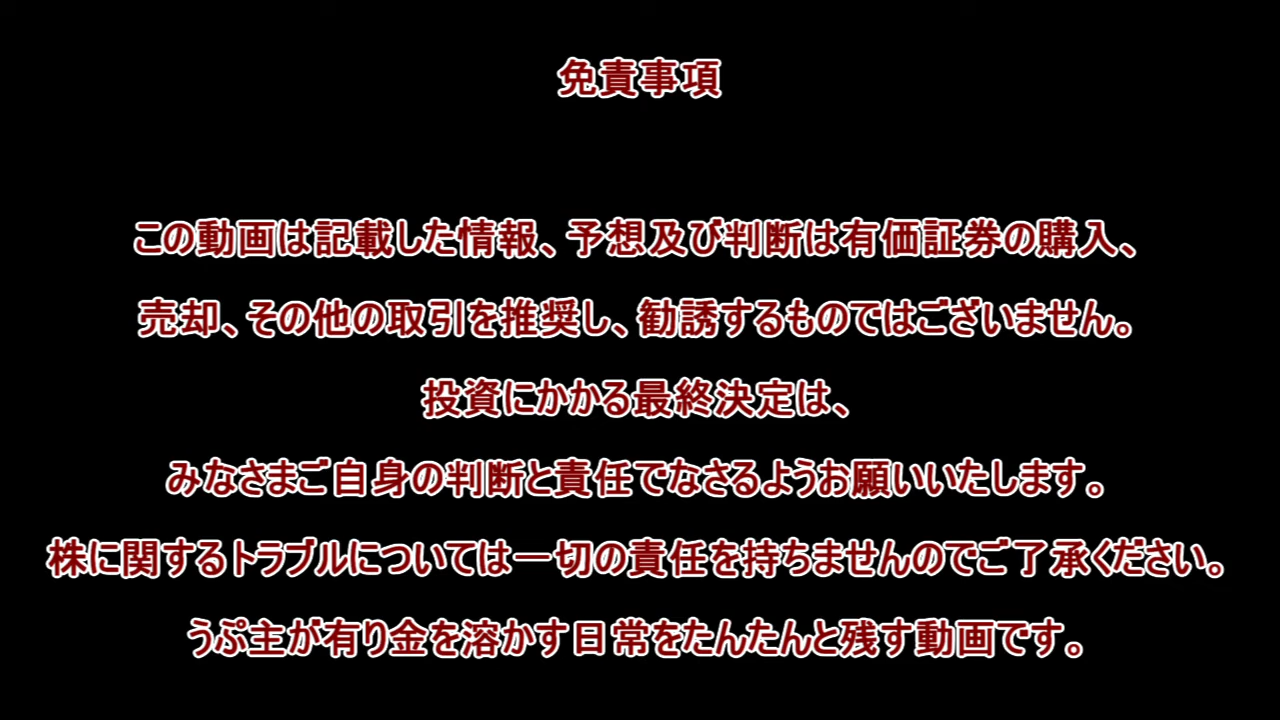 免責事項
この動画は記載した情報、予想及び判断は有価証券の購入、
売却、その他の取引を推奨し、勧誘するものではございません。
投資にかかる最終決定は、
みなさまご自身の判断と責任でなさるようお願いいたします。
株に関するトラブルについては一切の責任を持ちませんのでご了承ください。
うぷ主が有り金を溶かす日常をたんたんと残す動画です。